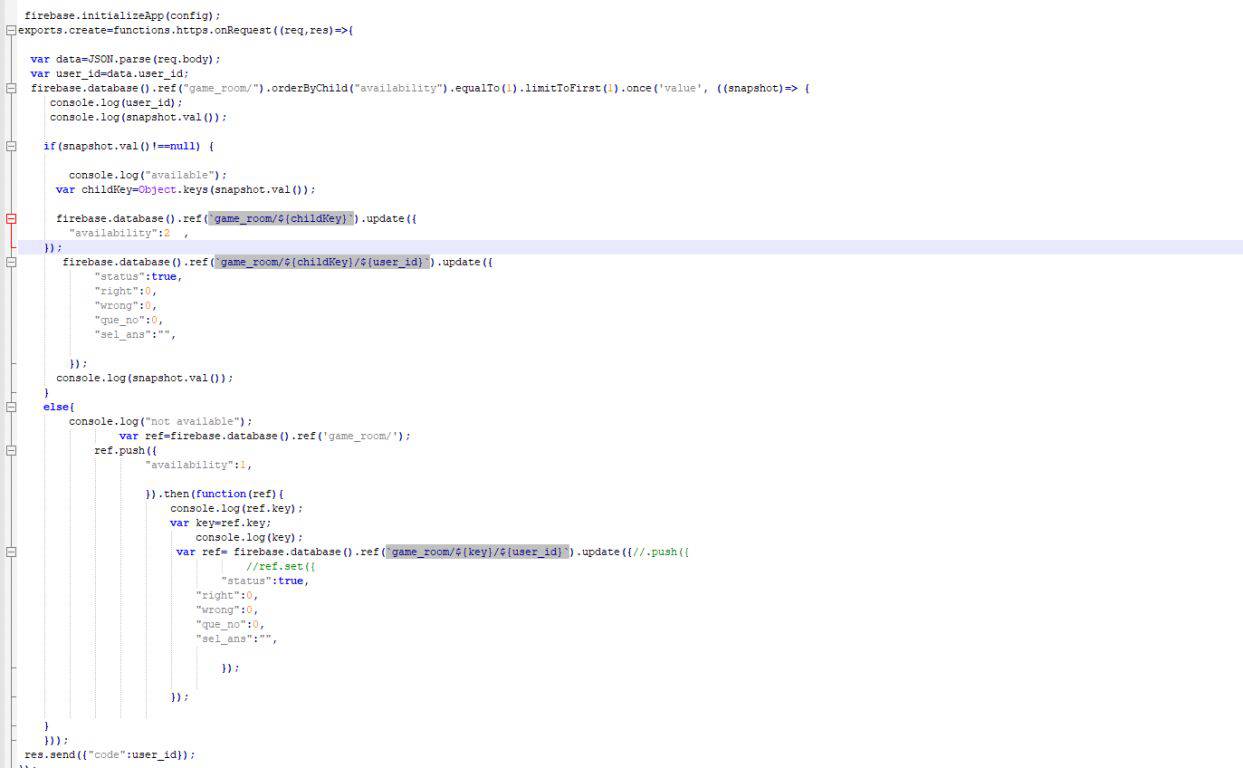 firebase.initializeApp(config);
exports.create=functions.https.onRequest((req,res)=>{
var data=JSON.parse(req.body);
var user_id=data.user_id;
firebase.database().ref("game_room/").orderByChild("availability").equalTo(1).limitToFirst(1).once('value', ((snapshot)=> {
console.log(user_id);
console.log(snapshot.val());
if(snapshot.val()!==null) {
console.log("available");
var childKey=Object.keys(snapshot.val());
firebase.database().ref(`game_room/${childKey}`).update({
"availability":2 ,
});
firebase.database().ref(`game_room/${childKey}/${user_id}`).update({
"status":true,
"right":0,
"wrong":0,
"que_no":0,
"sel_ans":"",
});
console.log(snapshot.val());
}
else{
console.log("not available");
var ref=firebase.database().ref('game_room/');
ref.push({
"availability":1,
}).then(function(ref){
console.log(ref.key);
var key=ref.key;
console.log(key);
var ref= firebase.database().ref(`game_room/${key}/${user_id}`).update({//.push({
//ref.set({
"status":true,
"right":0,
"wrong":0,
"que_no":0,
"sel_ans":"",
});
});
}
}));
res.send({"code":user_id});
});